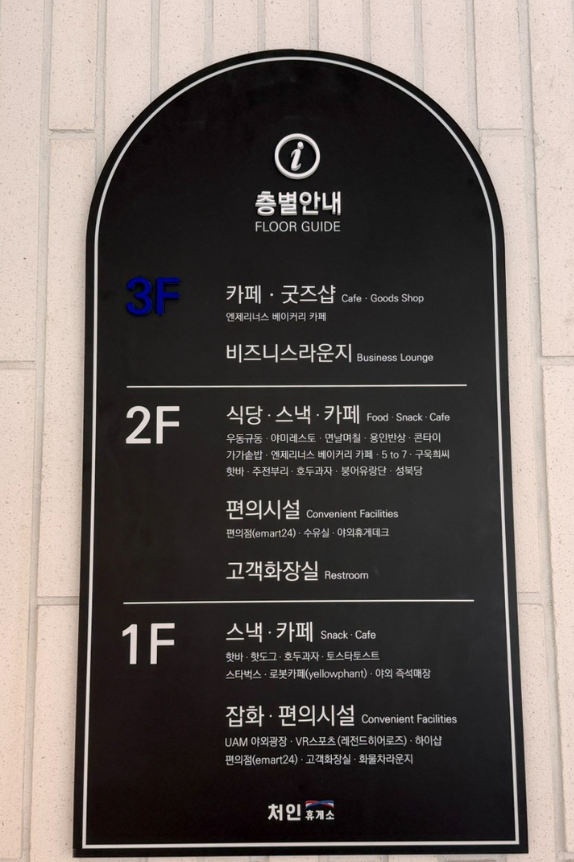 i
층별안내
FLOOR GUIDE
3F
카페 · 굿즈샵 Cafe · Goods Shop
엔제리너스 베이커리 카페
비즈니스라운지 Business Lounge
2F
식당 · 스낵 · 카페 Food · Snack · Cafe
우동규동 · 야미레스토 · 면날며칠 · 용인반상 · 콘타이
가가솥밥 · 엔제리너스 베이커리 카페 · 5 to 7 · 구욱희씨
핫바 · 주전부리 · 호두과자 · 붕어유랑단 · 성북당
편의시설 Convenient Facilities
편의점(emart24) · 수유실 · 야외휴게데크
고객화장실 Restroom
1F
스낵 · 카페 Snack · Cafe
핫바 · 핫도그 · 호두과자 · 토스타토스트
스타벅스 · 로봇카페(yellowphant) · 야외 즉석매장
잡화 · 편의시설 Convenient Facilities
UAM 야외광장 · VR스포츠(레전드히어로즈) · 하이샵
편의점(emart24) · 고객화장실 · 화물차라운지
처인 휴게소